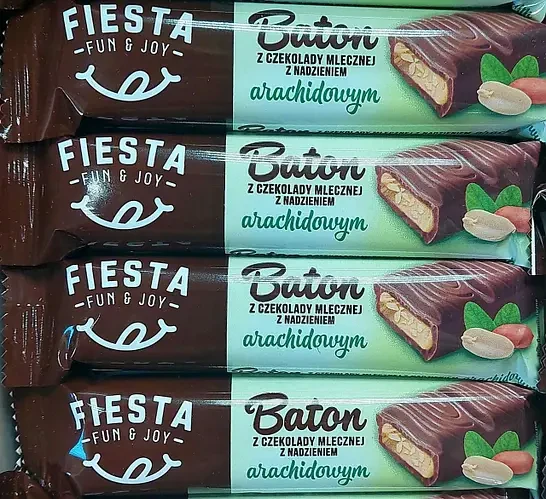 FIESTA
-FUN & JOY-
Baton
Z CZEKOLADY MLECZNEJ
Z NADZIENIEM
arachidowym
FIESTA
-FUN & JOY-
Baton
Z CZEKOLADY MLECZNEJ
Z NADZIENIEM
arachidowym
FIESTA
-FUN & JOY-
Baton
Z CZEKOLADY MLECZNEJ
Z NADZIENIEM
arachidowym
FIESTA
-FUN & JOY-
Baton
Z CZEKOLADY MLECZNEJ
Z NADZIENIEM
arachidowym